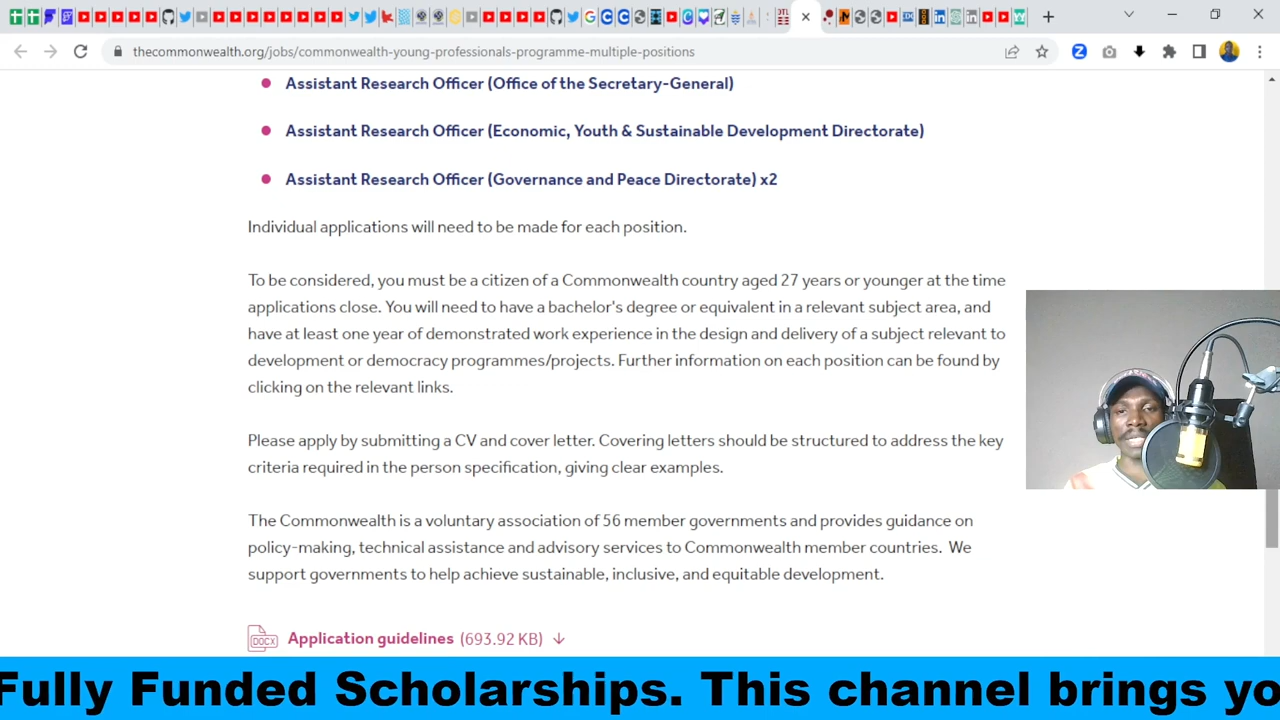 thecommonwealth.org/jobs/commonwealth-young-professionals-programme-multiple-positions
Assistant Research Officer (Office of the Secretary-General)
Assistant Research Officer (Economic, Youth & Sustainable Development Directorate)
Assistant Research Officer (Governance and Peace Directorate) x2
Individual applications will need to be made for each position.
To be considered, you must be a citizen of a Commonwealth country aged 27 years or younger at the time
applications close. You will need to have a bachelor's degree or equivalent in a relevant subject area, and
have at least one year of demonstrated work experience in the design and delivery of a subject relevant to
development or democracy programmes/projects. Further information on each position can be found by
clicking on the relevant links.
Please apply by submitting a CV and cover letter. Covering letters should be structured to address the key
criteria required in the person specification, giving clear examples.
The Commonwealth is a voluntary association of 56 member governments and provides guidance on
policy-making, technical assistance and advisory services to Commonwealth member countries. We
support governments to help achieve sustainable, inclusive, and equitable development.
DOCX Application guidelines (693.92 KB)
Fully Funded Scholarships. This channel brings yo